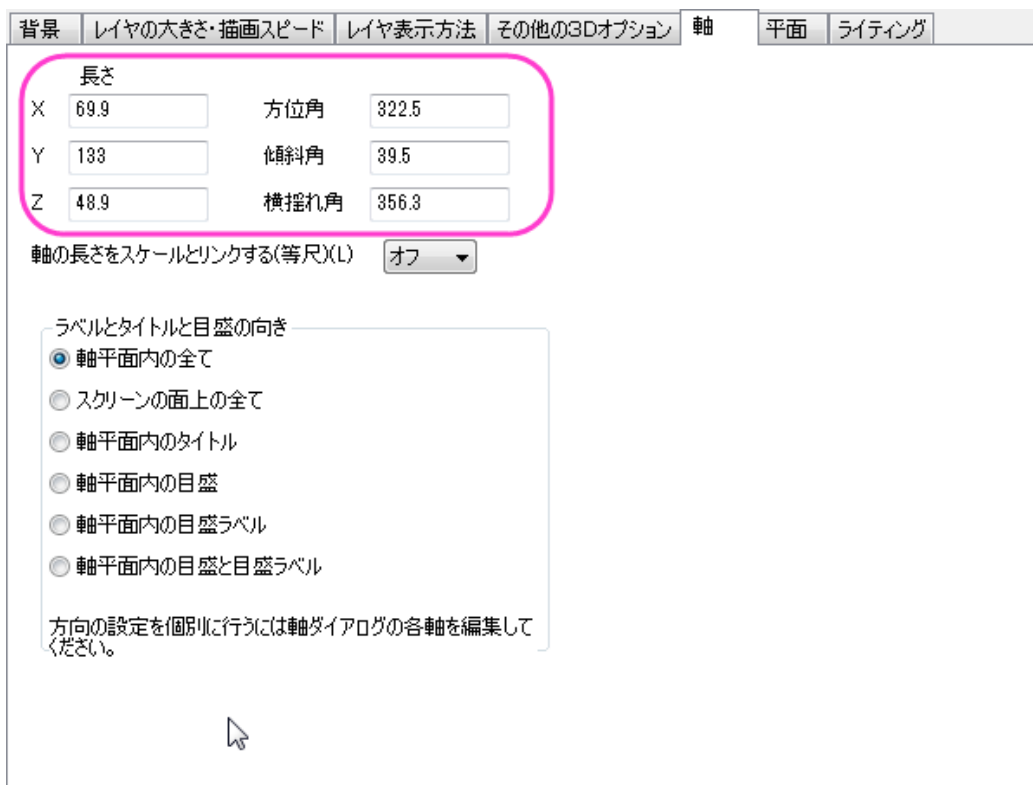 背景 レイヤの大きさ・描画スピード レイヤ表示方法 その他の3Dオプション 軸 平面 ライティング
長さ
X 69.9 方位角 322.5
Y 133 傾斜角 39.5
Z 48.9 横揺れ角 356.3
軸の長さをスケールとリンクする(等尺)(L) オフ
ラベルとタイトルと目盛の向き
軸平面内の全て
スクリーンの面上の全て
軸平面内のタイトル
軸平面内の目盛
軸平面内の目盛ラベル
軸平面内の目盛と目盛ラベル
方向の設定を個別に行うには軸ダイアログの各軸を編集して
ください。